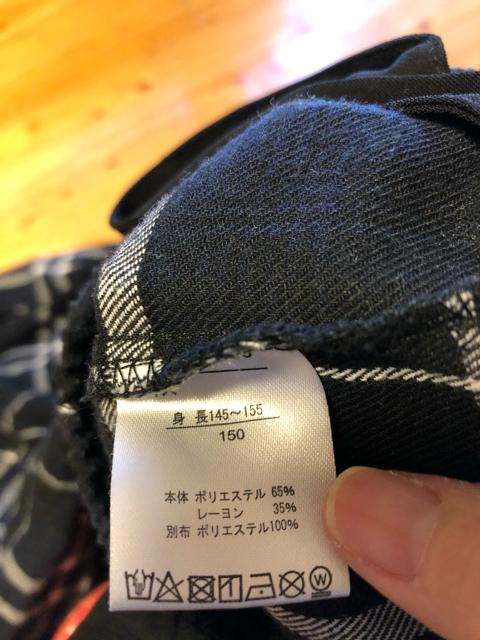 身 長145〜155
150
本体 ポリエステル 65%
レーヨン 35%
別布 ポリエステル100%
W